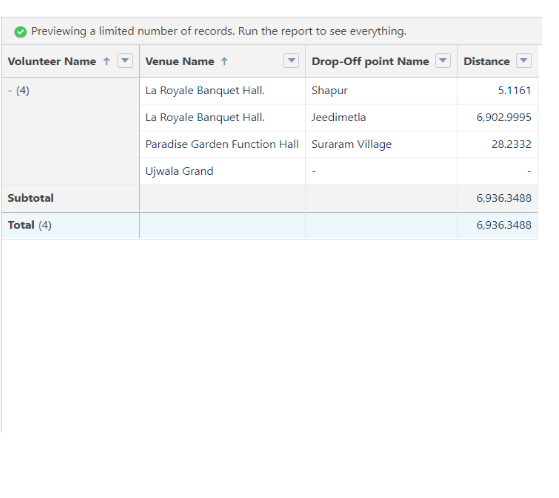 Previewing a limited number of records. Run the report to see everything.
Volunteer Name ↑ Venue Name ↑ Drop-Off point Name Distance
- (4) La Royale Banquet Hall. Shapur 5.1161
La Royale Banquet Hall. Jeedimetla 6,902.9995
Paradise Garden Function Hall Suraram Village 28.2332
Ujwala Grand - -
Subtotal 6,936.3488
Total (4) 6,936.3488